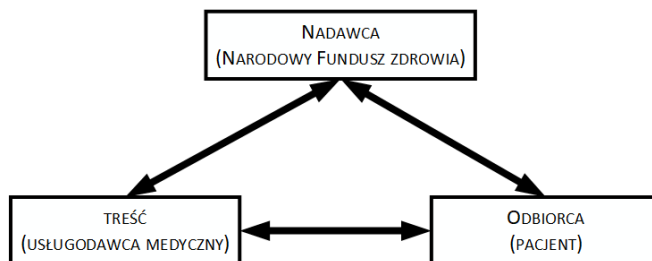 NADAWCA
(NARODOWY FUNDUSZ ZDROWIA)
TREŚĆ
(USŁUGODAWCA MEDYCZNY)
ODBIORCA
(PACJENT)